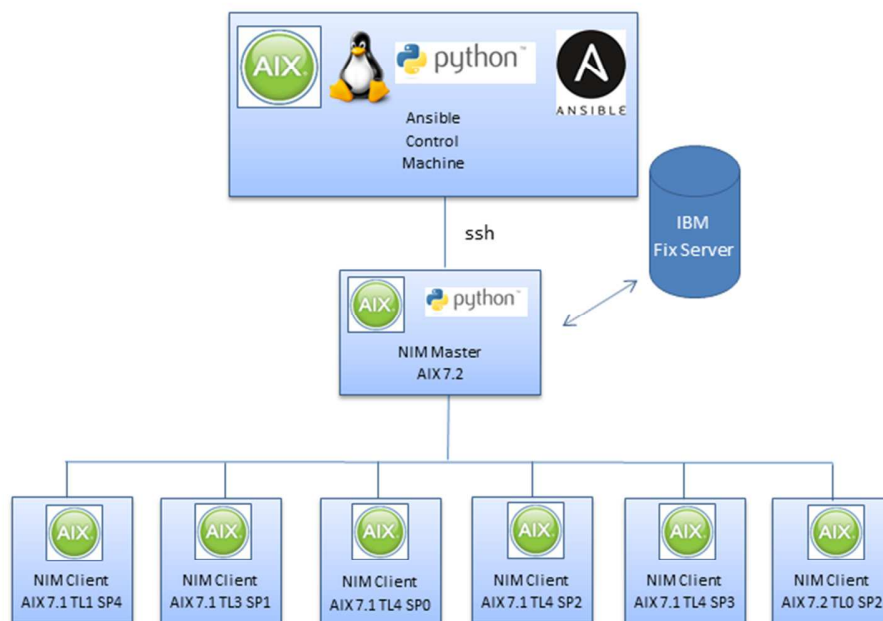 AIX
python™
ANSIBLE
Ansible
Control
Machine
ssh
IBM
Fix Server
AIX
python™
NIM Master
AIX 7.2
AIX
NIM Client
AIX 7.1 TL1 SP4
AIX
NIM Client
AIX 7.1 TL3 SP1
AIX
NIM Client
AIX 7.1 TL4 SP0
AIX
NIM Client
AIX 7.1 TL4 SP2
AIX
NIM Client
AIX 7.1 TL4 SP3
AIX
NIM Client
AIX 7.2 TL0 SP2